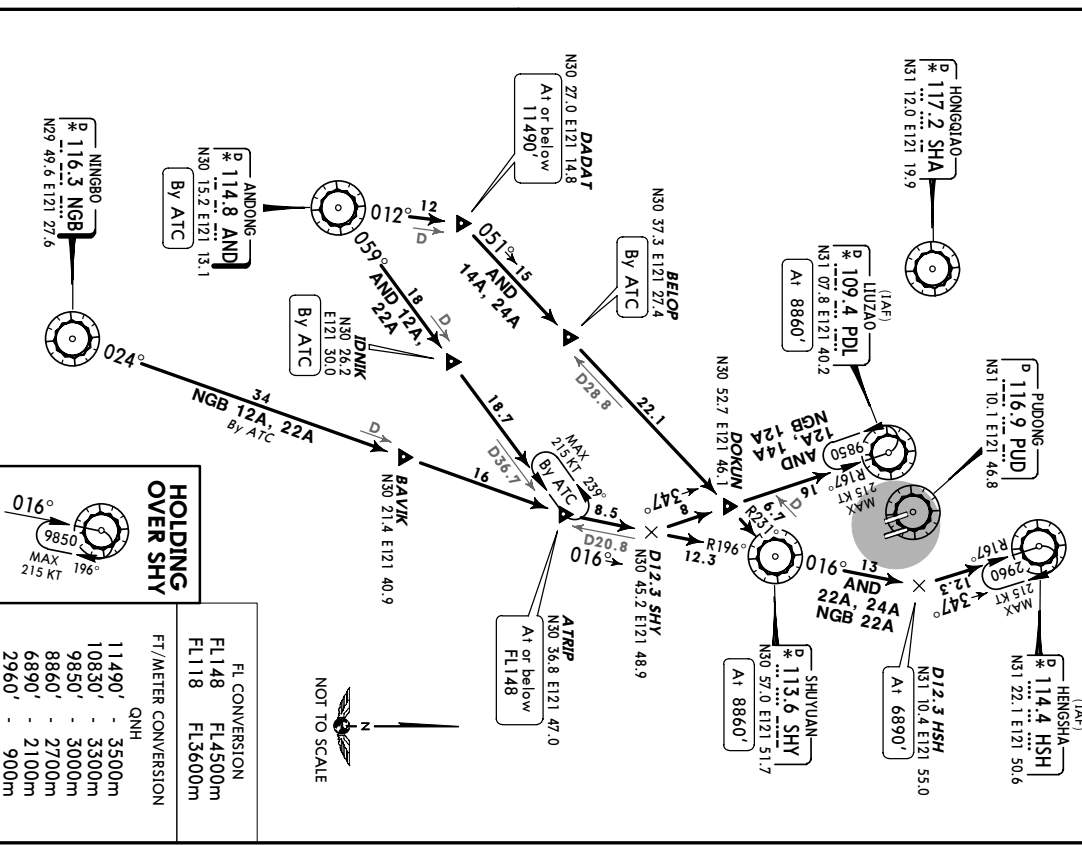 HONGQIAO
D
* 117.2 SHA
N31 12.0 E121 19.9
PUDONG
D
* 116.9 PUD
N31 10.1 E121 46.8
(IAF)
HENGSHA
D
* 114.4 HSH
N31 22.1 E121 50.6
(IAF)
LIUZAO
D
* 109.4 PDL
N31 07.8 E121 40.2
At 8860'
D12.3 HSH
N31 10.4 E121 55.0
At 6890'
SHUYUAN
D
* 113.6 SHY
N30 57.0 E121 51.7
At 8860'
DOKUN
N30 52.7 E121 46.1
D12.3 SHY
N30 45.2 E121 48.9
BELOP
N30 37.3 E121 27.4
By ATC
DADAT
N30 27.0 E121 14.8
At or below
11490'
ATRIP
N30 36.8 E121 47.0
At or below
FL148
IDNIK
N30 26.2
E121 30.0
By ATC
BAVIK
N30 21.4 E121 40.9
ANDONG
D
* 114.8 AND
N30 15.2 E121 13.1
By ATC
NINGBO
D
* 116.3 NGB
N29 49.6 E121 27.6
012°
12
D
051°
15
AND
14A, 24A
D28.8
22.1
059°
18
D
AND 12A,
22A
18.7
D36.7
024°
34
NGB 12A, 22A
By ATC
D
16
MAX
215 KT
239°
By ATC
8.5
D20.8
016°
347°
8
R196°
12.3
AND
12A, 14A
NGB 12A
16
D
9850
R167°
MAX
215 KT
9.7
R231°
016°
13
AND
22A, 24A
NGB 22A
347°
12.3
R167°
2960
MAX
215 KT
HOLDING
OVER SHY
016°
9850
196°
MAX
215 KT
N
NOT TO SCALE
FL CONVERSION
FL148 FL4500m
FL118 FL3600m
FT/METER CONVERSION
QNH
11490' - 3500m
10830' - 3300m
9850' - 3000m
8860' - 2700m
6890' - 2100m
2960' - 900m